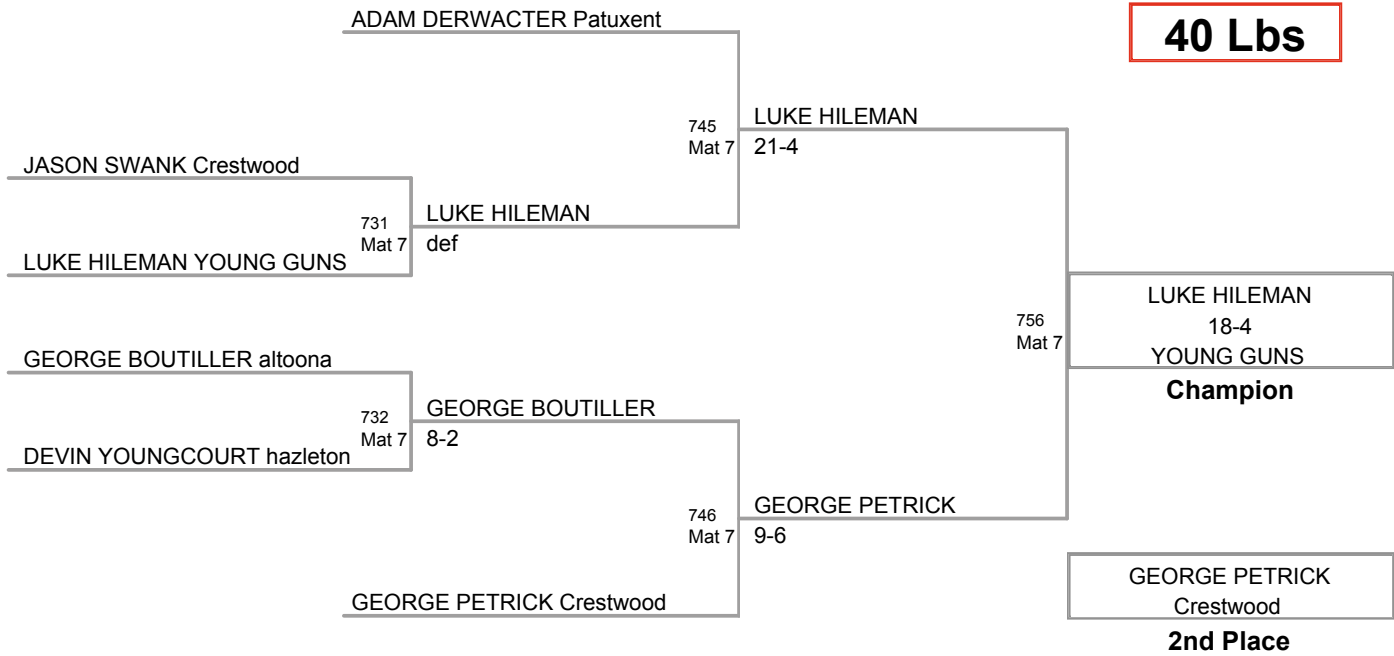 ADAM DERWACTER Patuxent
40 Lbs
745
Mat 7
LUKE HILEMAN
21-4
JASON SWANK Crestwood
731
Mat 7
LUKE HILEMAN
def
LUKE HILEMAN YOUNG GUNS
756
Mat 7
LUKE HILEMAN
18-4
YOUNG GUNS
Champion
GEORGE BOUTILLER altoona
732
Mat 7
GEORGE BOUTILLER
8-2
DEVIN YOUNGCOURT hazleton
746
Mat 7
GEORGE PETRICK
9-6
GEORGE PETRICK Crestwood
GEORGE PETRICK
Crestwood
2nd Place